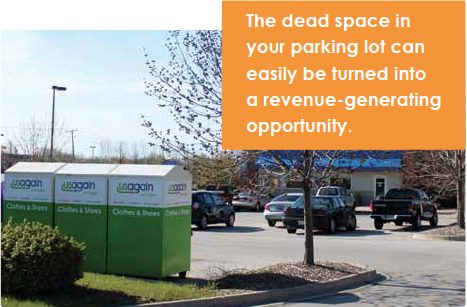 The dead space in
your parking lot can
easily be turned into
a revenue-generating
opportunity.
usagain usagain usagain
Clothes & Shoes Clothes & Shoes Clothes & Shoes